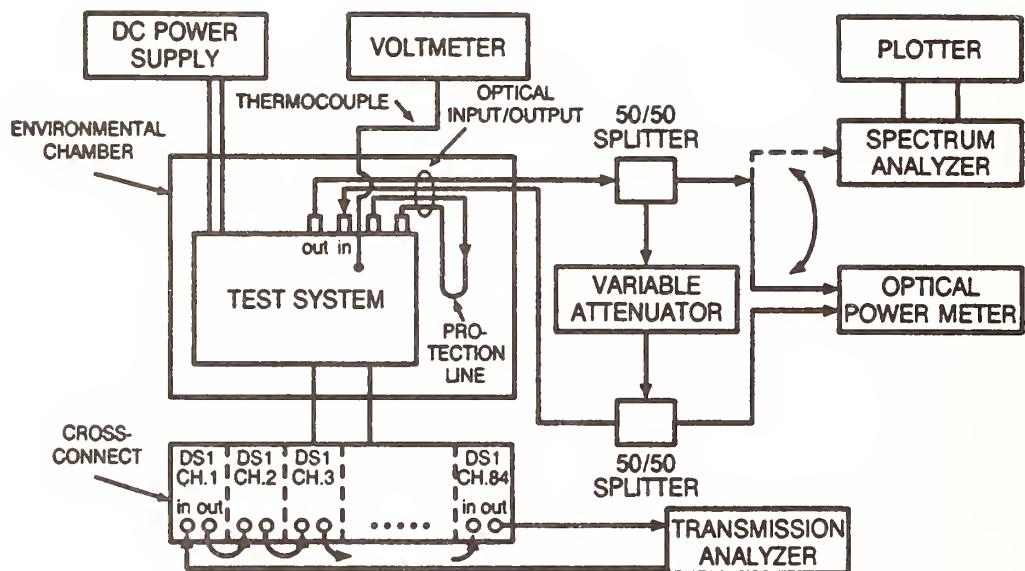 DC POWER
SUPPLY
VOLTMETER
PLOTTER
THERMOCOUPLE
OPTICAL
INPUT/OUTPUT
50/50
SPLITTER
SPECTRUM
ANALYZER
ENVIRONMENTAL
CHAMBER
out in
TEST SYSTEM
PRO-
TECTION
LINE
VARIABLE
ATTENUATOR
OPTICAL
POWER METER
CROSS-
CONNECT
DS1
CH.1
in out
DS1
CH.2
DS1
CH.3
.....
DS1
CH.84
in out
50/50
SPLITTER
TRANSMISSION
ANALYZER